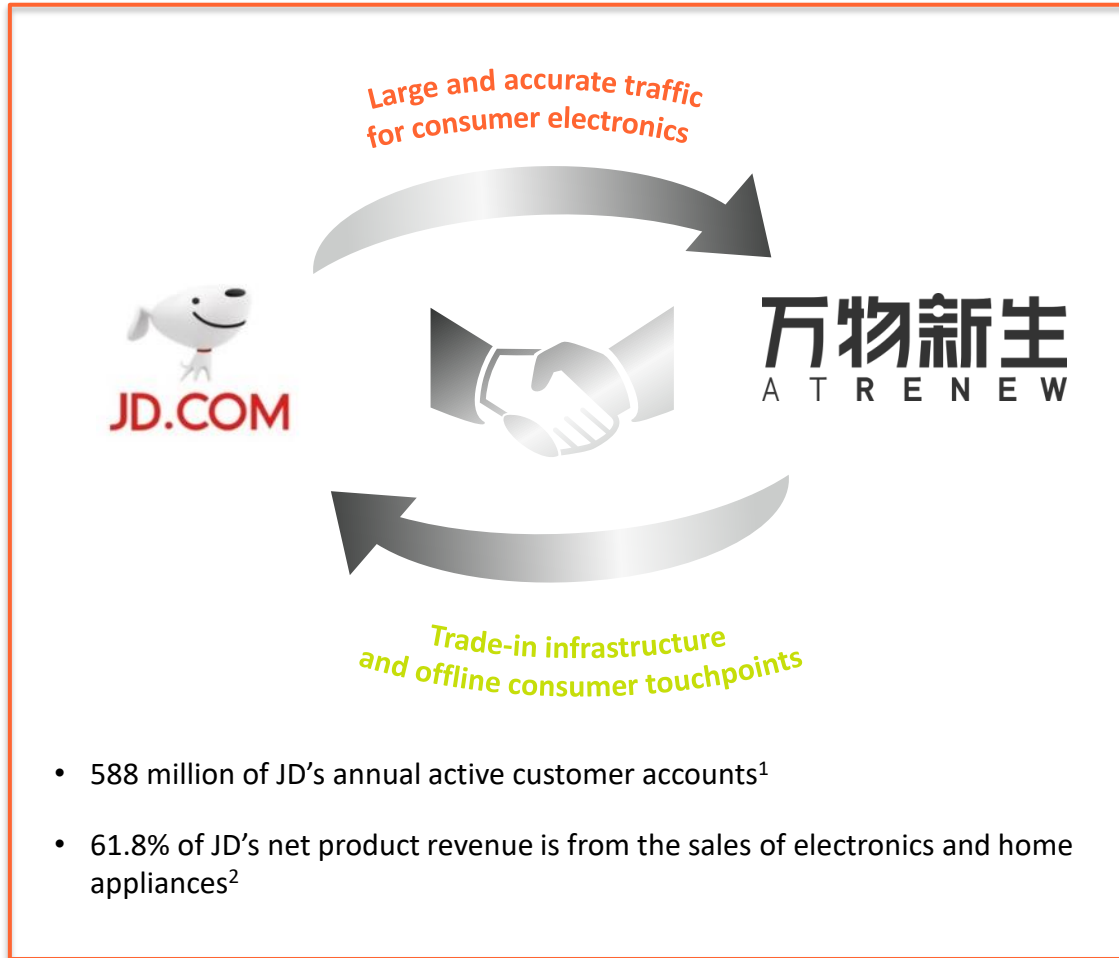 Large and accurate traffic
for consumer electronics
JD.COM
万物新生
ATRENEW
Trade-in infrastructure
and offline consumer touchpoints
• 588 million of JD’s annual active customer accounts1
• 61.8% of JD’s net product revenue is from the sales of electronics and home
appliances2